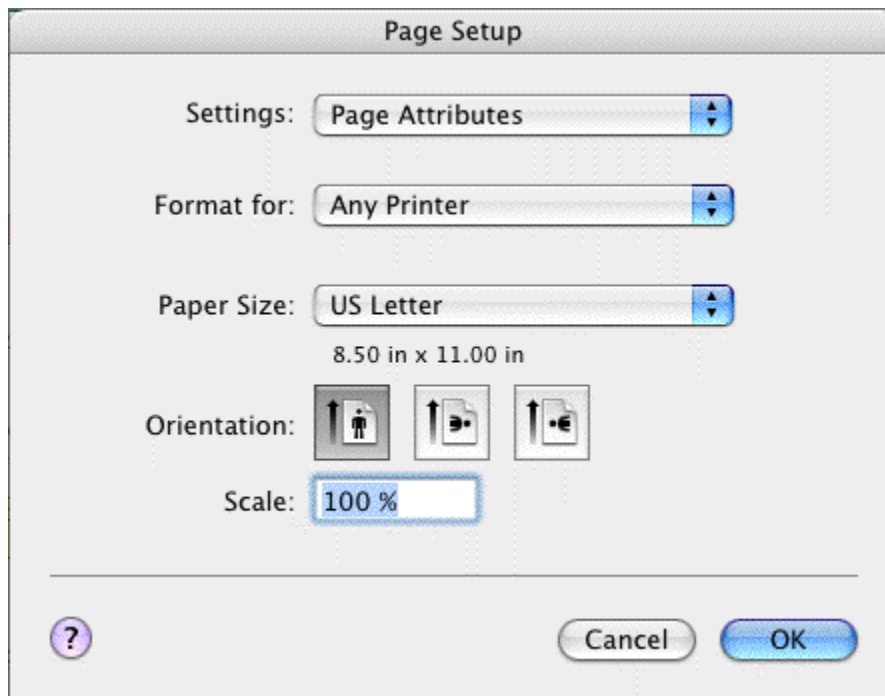 Page Setup
Settings: Page Attributes
Format for: Any Printer
Paper Size: US Letter
8.50 in x 11.00 in
Orientation:
Scale: 100 %
? Cancel OK